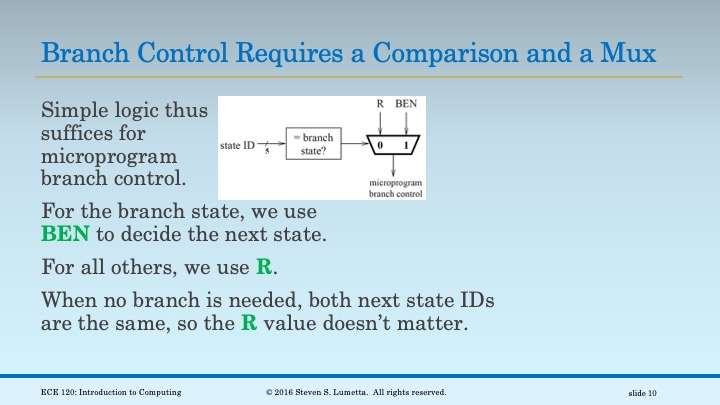 Branch Control Requires a Comparison and a Mux
Simple logic thus
suffices for
microprogram
branch control.
R BEN
state ID
5
= branch
state?
0 1
microprogram
branch control
For the branch state, we use
BEN to decide the next state.
For all others, we use R.
When no branch is needed, both next state IDs
are the same, so the R value doesn’t matter.
ECE 120: Introduction to Computing
© 2016 Steven S. Lumetta. All rights reserved.
slide 10